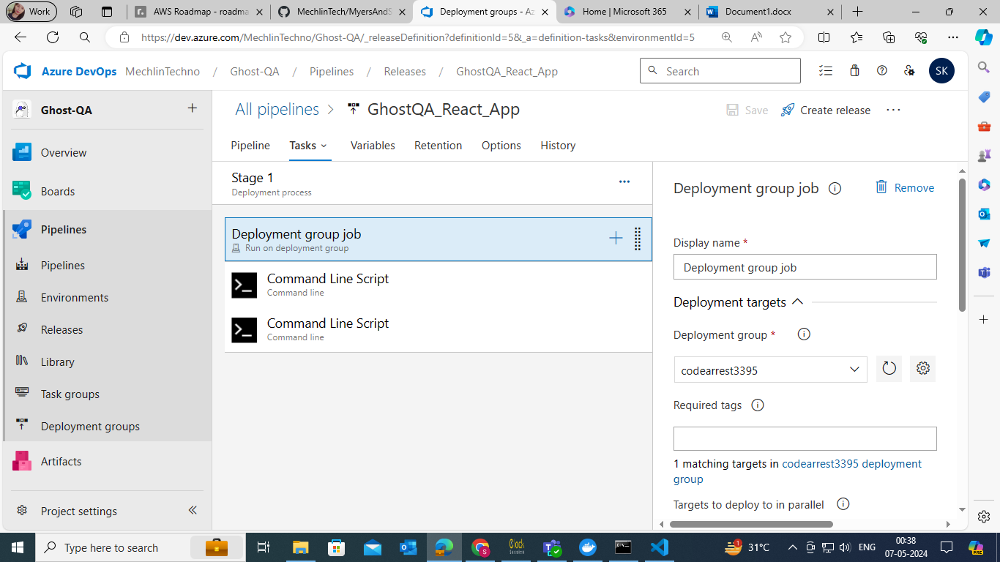 Work
AWS Roadmap - roadma
MechlinTech/MyersAndS
Deployment groups - Az
Home | Microsoft 365
Document1.docx
https://dev.azure.com/MechlinTechno/Ghost-QA/_releaseDefinition?definitionId=5&_a=definition-tasks&environmentId=5
Azure DevOps MechlinTechno / Ghost-QA / Pipelines / Releases / GhostQA_React_App
Search
SK
Ghost-QA
All pipelines > GhostQA_React_App
Save
Create release
Pipeline
Tasks
Variables
Retention
Options
History
Overview
Boards
Pipelines
Pipelines
Environments
Releases
Library
Task groups
Deployment groups
Artifacts
Project settings
Stage 1
Deployment process
Deployment group job
Run on deployment group
Command Line Script
Command line
Command Line Script
Command line
Deployment group job
Remove
Display name *
Deployment group job
Deployment targets
Deployment group *
codearrest3395
Required tags
1 matching targets in codearrest3395 deployment
group
Targets to deploy to in parallel
Type here to search
31°C
ENG
00:38
07-05-2024